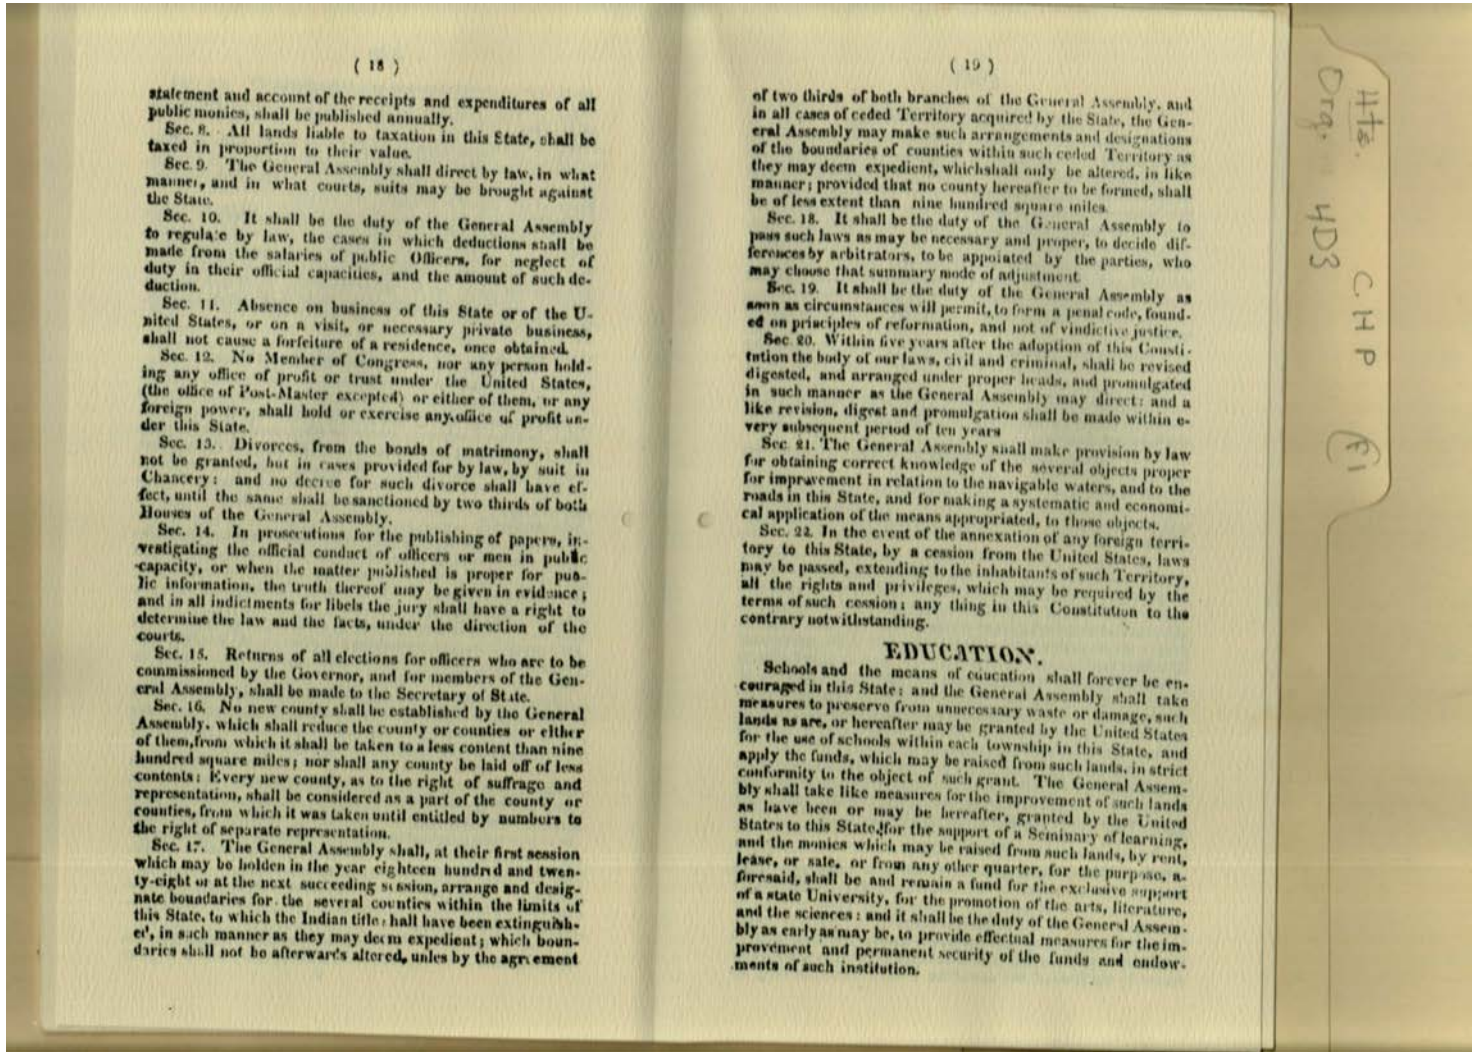 ( 18 )
statement and account of the receipts and expenditures of all
public monies, shall be published annually.
Sec. 8. All lands liable to taxation in this State, shall be
taxed in proportion to their value.
Sec. 9. The General Assembly shall direct by law, in what
manner, and in what courts, suits may be brought against
the State.
Sec. 10. It shall be the duty of the General Assembly
to regulate by law, the cases in which deductions shall be
made from the salaries of public Officers, for neglect of
duty in their official capacities, and the amount of such de-
duction.
Sec. 11. Absence on business of this State or of the U-
nited States, or on a visit, or necessary private business,
shall not cause a forfeiture of a residence, once obtained.
Sec. 12. No Member of Congress, nor any person hold-
ing any office of profit or trust under the United States,
(the office of Post-Master excepted) or either of them, or any
foreign power, shall hold or exercise any office of profit un-
der this State.
Sec. 13. Divorces, from the bonds of matrimony, shall
not be granted, but in cases provided for by law, by suit in
Chancery: and no decree for such divorce shall have ef-
fect, until the same shall be sanctioned by two thirds of both
Houses of the General Assembly.
Sec. 14. In prosecutions for the publishing of papers, in-
vestigating the official conduct of officers or men in public
capacity, or when the matter published is proper for pub-
lic information, the truth thereof may be given in evidence;
and in all indictments for libels the jury shall have a right to
determine the law and the facts, under the direction of the
courts.
Sec. 15. Returns of all elections for officers who are to be
commissioned by the Governor, and for members of the Gen-
eral Assembly, shall be made to the Secretary of State.
Sec. 16. No new county shall be established by the General
Assembly, which shall reduce the county or counties or either
of them, from which it shall be taken to a less content than nine
hundred square miles; nor shall any county be laid off of less
contents: Every new county, as to the right of suffrage and
representation, shall be considered as a part of the county or
counties, from which it was taken until entitled by numbers to
the right of separate representation.
Sec. 17. The General Assembly shall, at their first session
which may be holden in the year eighteen hundred and twen-
ty-eight or at the next succeeding session, arrange and desig-
nate boundaries for the several counties within the limits of
this State, to which the Indian title shall have been extinguish-
ed, in such manner as they may deem expedient; which boun-
daries shall not be afterwards altered, unles by the agreement
( 19 )
of two thirds of both branches of the General Assembly, and
in all cases of ceded Territory acquired by the State, the Gen-
eral Assembly may make such arrangements and designations
of the boundaries of counties within such ceded Territory as
they may deem expedient, whichshall only be altered, in like
manner; provided that no county hereafter to be formed, shall
be of less extent than nine hundred square miles.
Sec. 18. It shall be the duty of the General Assembly to
pass such laws as may be necessary and proper, to decide dif-
ferences by arbitrators, to be appointed by the parties, who
may choose that summary mode of adjustment.
Sec. 19. It shall be the duty of the General Assembly as
soon as circumstances will permit, to form a penal code, found-
ed on principles of reformation, and not of vindictive justice.
Sec. 20. Within five years after the adoption of this Consti-
tution the body of our laws, civil and criminal, shall be revised
digested, and arranged under proper heads, and promulgated
in such manner as the General Assembly may direct: and a
like revision, digest and promulgation shall be made within e-
very subsequent period of ten years
Sec. 21. The General Assembly shall make provision by law
for obtaining correct knowledge of the several objects proper
for improvement in relation to the navigable waters, and to the
roads in this State, and for making a systematic and economi-
cal application of the means appropriated, to those objects.
Sec. 22. In the event of the annexation of any foreign terri-
tory to this State, by a cession from the United States, laws
may be passed, extending to the inhabitants of such Territory,
all the rights and privileges, which may be required by the
terms of such cession; any thing in this Constitution to the
contrary notwithstanding.
EDUCATION.
Schools and the means of education shall forever be en-
couraged in this State: and the General Assembly shall take
measures to preserve from unnecessary waste or damage, such
lands as are, or hereafter may be granted by the United States
for the use of schools within each township in this State, and
apply the funds, which may be raised from such lands, in strict
conformity to the object of such grant. The General Assem-
bly shall take like measures for the improvement of such lands
as have been or may be hereafter, granted by the United
States to this State, for the support of a Seminary of learning,
and the monies which may be raised from such lands, by rent,
lease, or sale, or from any other quarter, for the purpose, a-
foresaid, shall be and remain a fund for the exclusive support
of a state University, for the promotion of the arts, literature,
and the sciences: and it shall be the duty of the General Assem-
bly as early as may be, to provide effectual measures for the im-
provement and permanent security of the funds and endow-
ments of such institution.
Hts. CHP F1
Org. 4D3